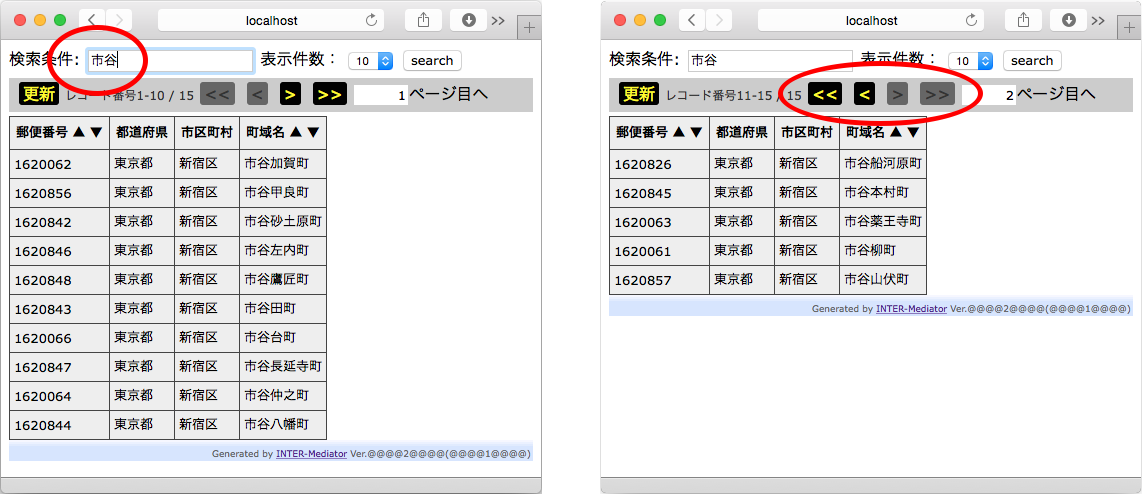 localhost
検索条件: 市谷 表示件数： 10 search
更新 レコード番号1-10 / 15 << < > >> 1 ページ目へ
郵便番号 ▲ ▼ 都道府県 市区町村 町域名 ▲ ▼
1620062 東京都 新宿区 市谷加賀町
1620856 東京都 新宿区 市谷甲良町
1620842 東京都 新宿区 市谷砂土原町
1620846 東京都 新宿区 市谷左内町
1620848 東京都 新宿区 市谷鷹匠町
1620843 東京都 新宿区 市谷田町
1620066 東京都 新宿区 市谷台町
1620847 東京都 新宿区 市谷長延寺町
1620064 東京都 新宿区 市谷仲之町
1620844 東京都 新宿区 市谷八幡町
Generated by INTER-Mediator Ver.@@@@2@@@@(@@@@1@@@@)
localhost
検索条件: 市谷 表示件数： 10 search
更新 レコード番号11-15 / 15 << < > >> 2 ページ目へ
郵便番号 ▲ ▼ 都道府県 市区町村 町域名 ▲ ▼
1620826 東京都 新宿区 市谷船河原町
1620845 東京都 新宿区 市谷本村町
1620063 東京都 新宿区 市谷薬王寺町
1620061 東京都 新宿区 市谷柳町
1620857 東京都 新宿区 市谷山伏町
Generated by INTER-Mediator Ver.@@@@2@@@@(@@@@1@@@@)